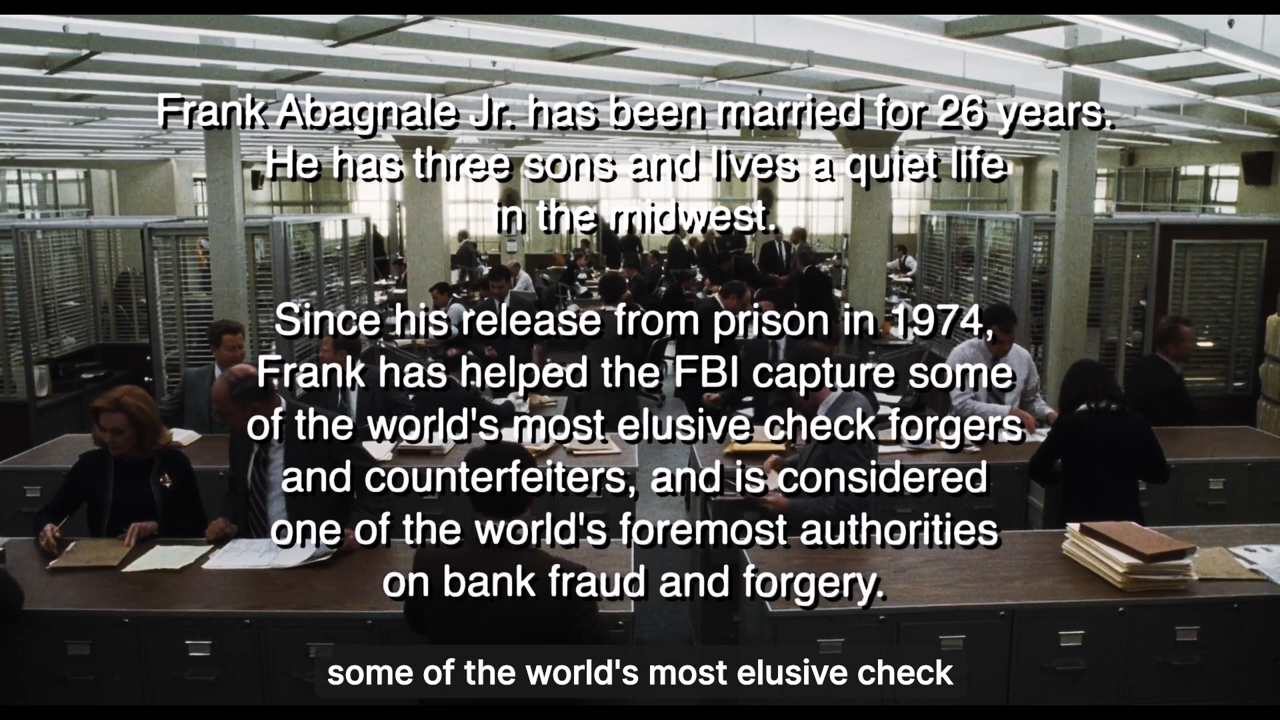 Frank Abagnale Jr. has been married for 26 years.
He has three sons and lives a quiet life
in the midwest.
Since his release from prison in 1974,
Frank has helped the FBI capture some
of the world's most elusive check forgers
and counterfeiters, and is considered
one of the world's foremost authorities
on bank fraud and forgery.
some of the world's most elusive check